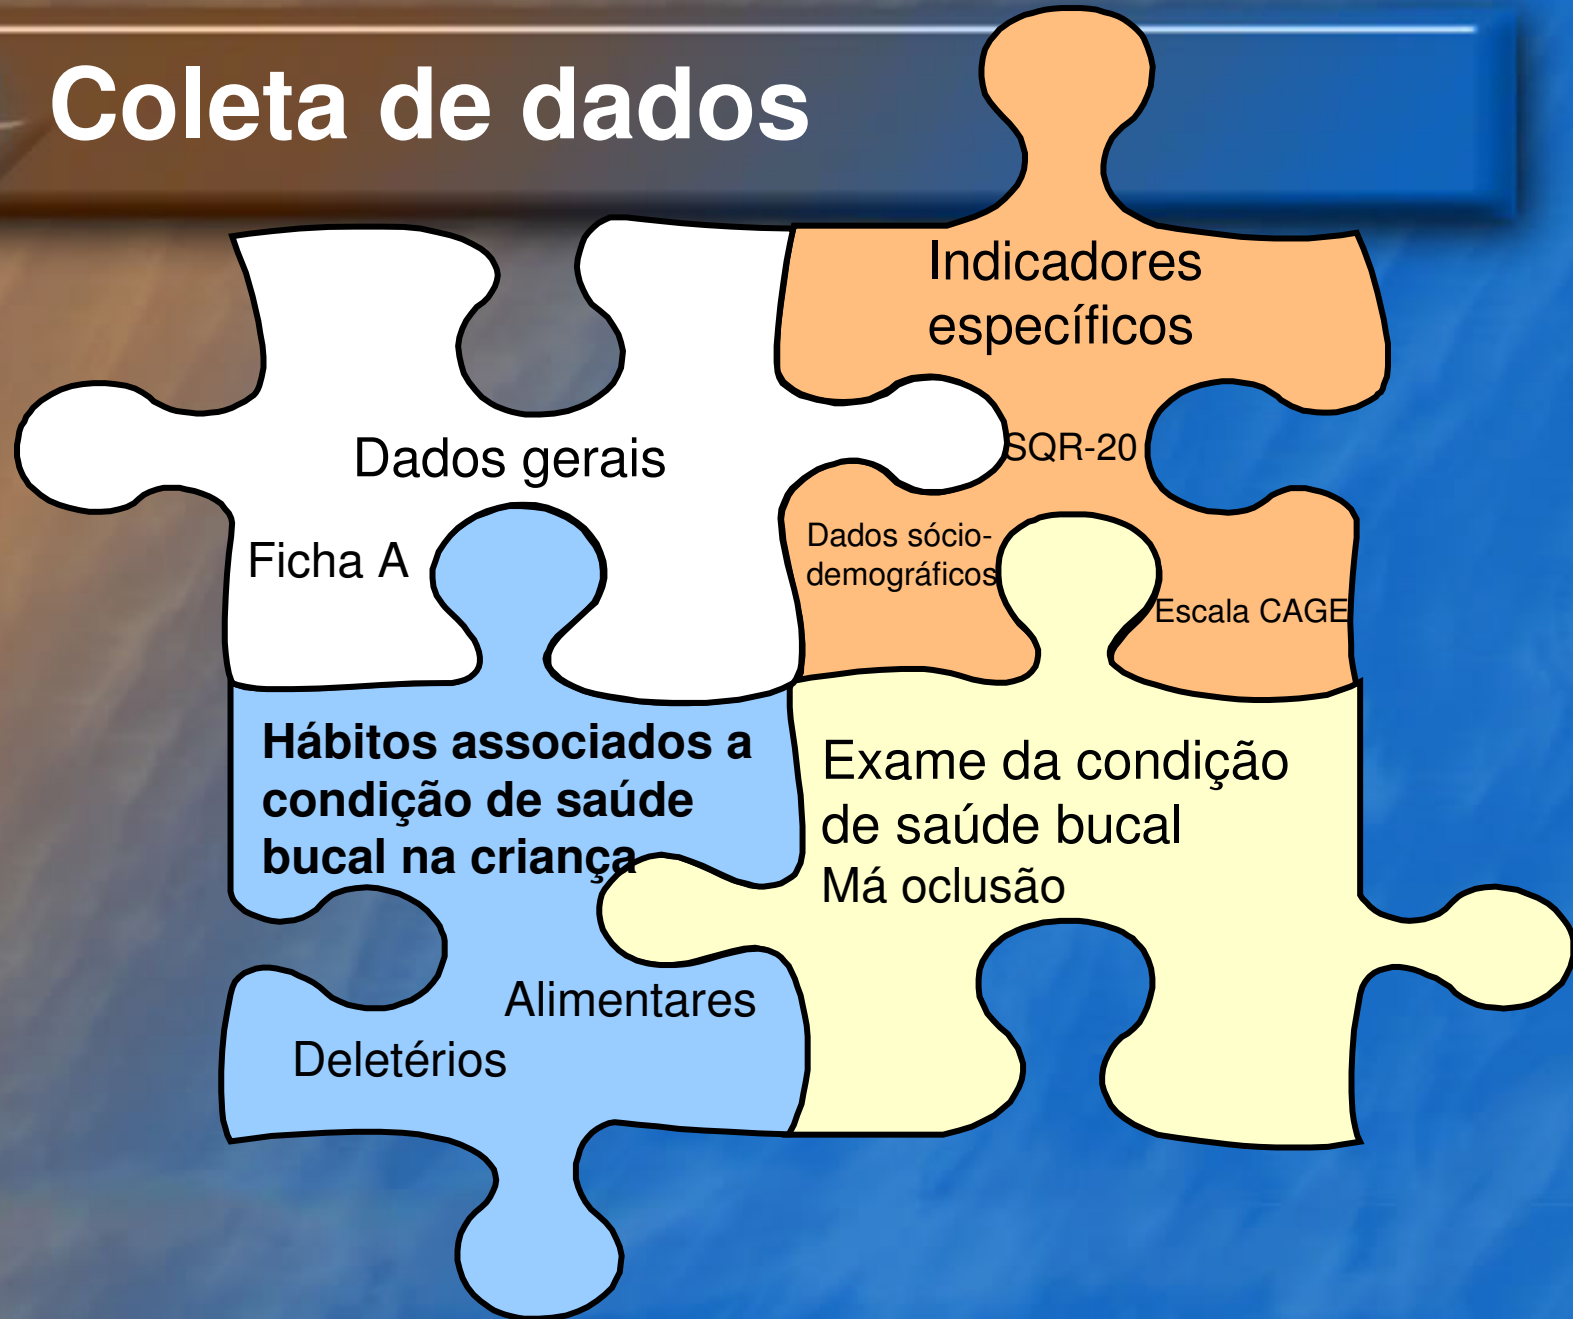 Coleta de dados
Dados gerais
Ficha A
Indicadores
específicos
SQR-20
Dados sócio-
demográficos
Escala CAGE
Hábitos associados a
condição de saúde
bucal na criança
Alimentares
Deletérios
Exame da condição
de saúde bucal
Má oclusão